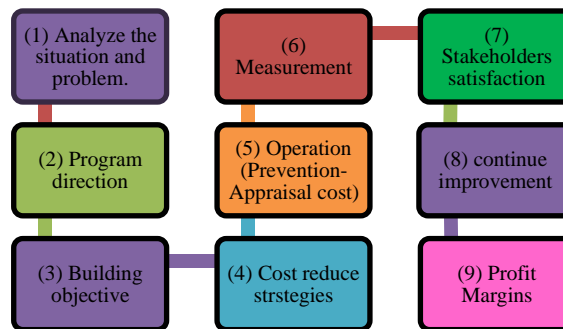 (1) Analyze the
situation and
problem.
(2) Program
direction
(3) Building
objective
(4) Cost reduce
strstegies
(5) Operation
(Prevention-
Appraisal cost)
(6)
Measurement
(7)
Stakeholders
satisfaction
(8) continue
improvement
(9) Profit
Margins